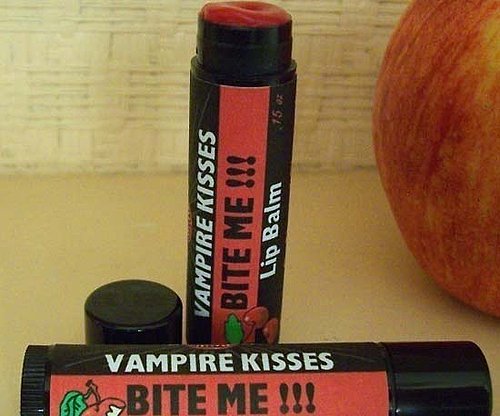 VAMPIRE KISSES
BITE ME !!!
Lip Balm
.15 oz
VAMPIRE KISSES
BITE ME !!!